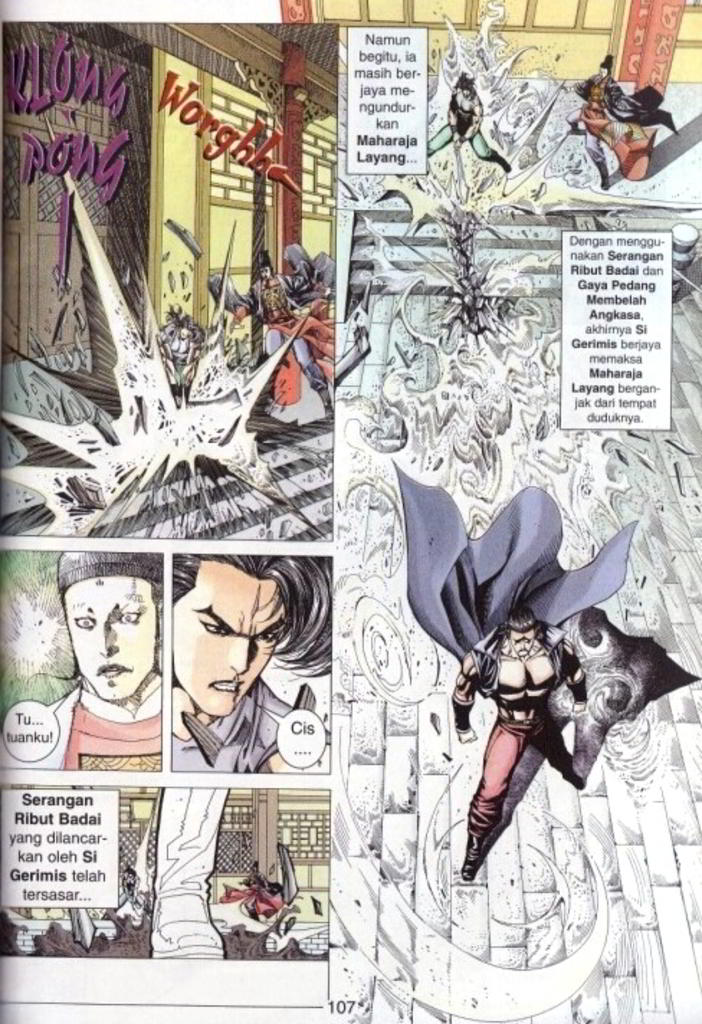 KLONG
PONG
!
Worghhh
Tu...
tuanku!
Cis
....
Serangan
Ribut Badai
yang dilancar-
kan oleh Si
Gerimis telah
tersasar...
Namun
begitu, ia
masih ber-
jaya me-
ngundur-
kan
Maharaja
Layang...
Dengan menggu-
nakan Serangan
Ribut Badai dan
Gaya Pedang
Membelah
Angkasa,
akhirnya Si
Gerimis berjaya
memaksa
Maharaja
Layang bergan-
jak dari tempat
duduknya.
107